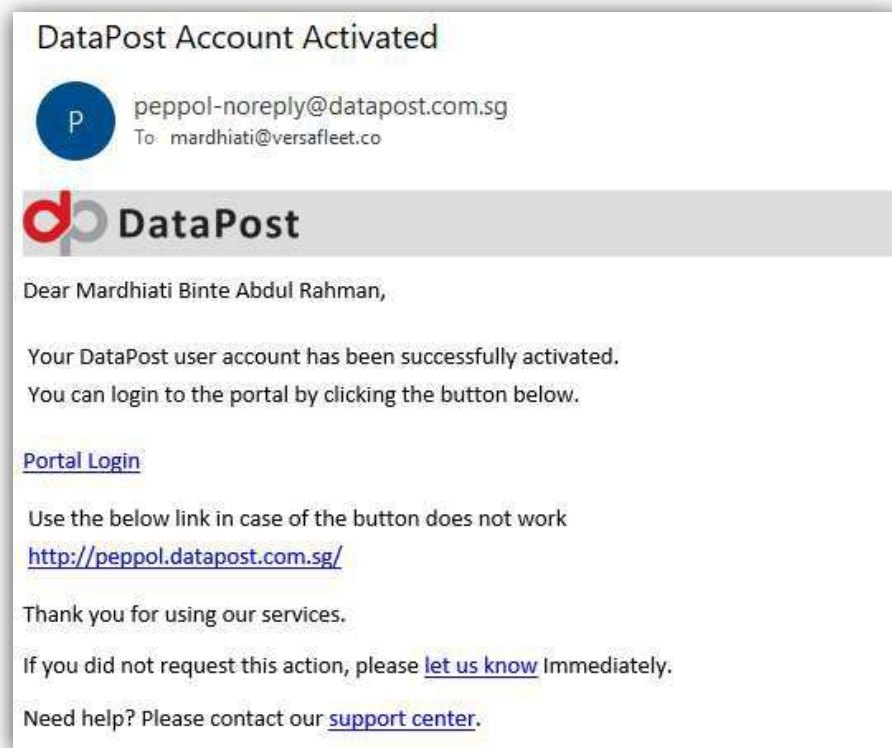 DataPost Account Activated
P
peppol-noreply@datapost.com.sg
To mardhiati@versafleet.co
dp DataPost
Dear Mardhiati Binte Abdul Rahman,
Your DataPost user account has been successfully activated.
You can login to the portal by clicking the button below.
Portal Login
Use the below link in case of the button does not work
http://peppol.datapost.com.sg/
Thank you for using our services.
If you did not request this action, please let us know Immediately.
Need help? Please contact our support center.